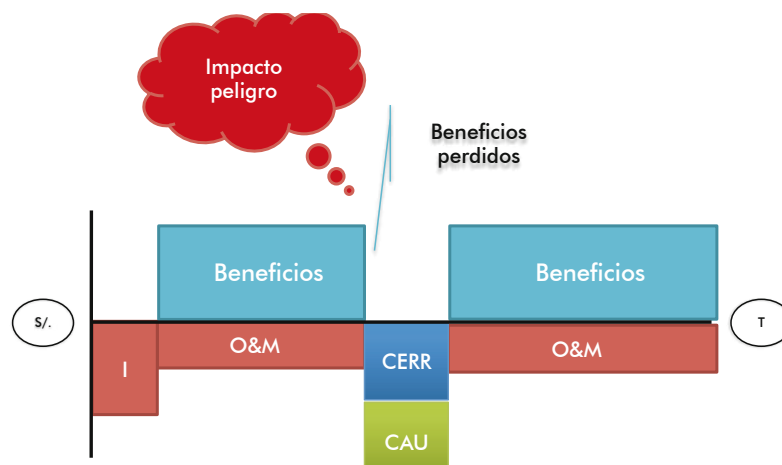 Impacto
peligro
Beneficios
perdidos
Beneficios
Beneficios
S/.
T
I
O&M
CERR
O&M
CAU